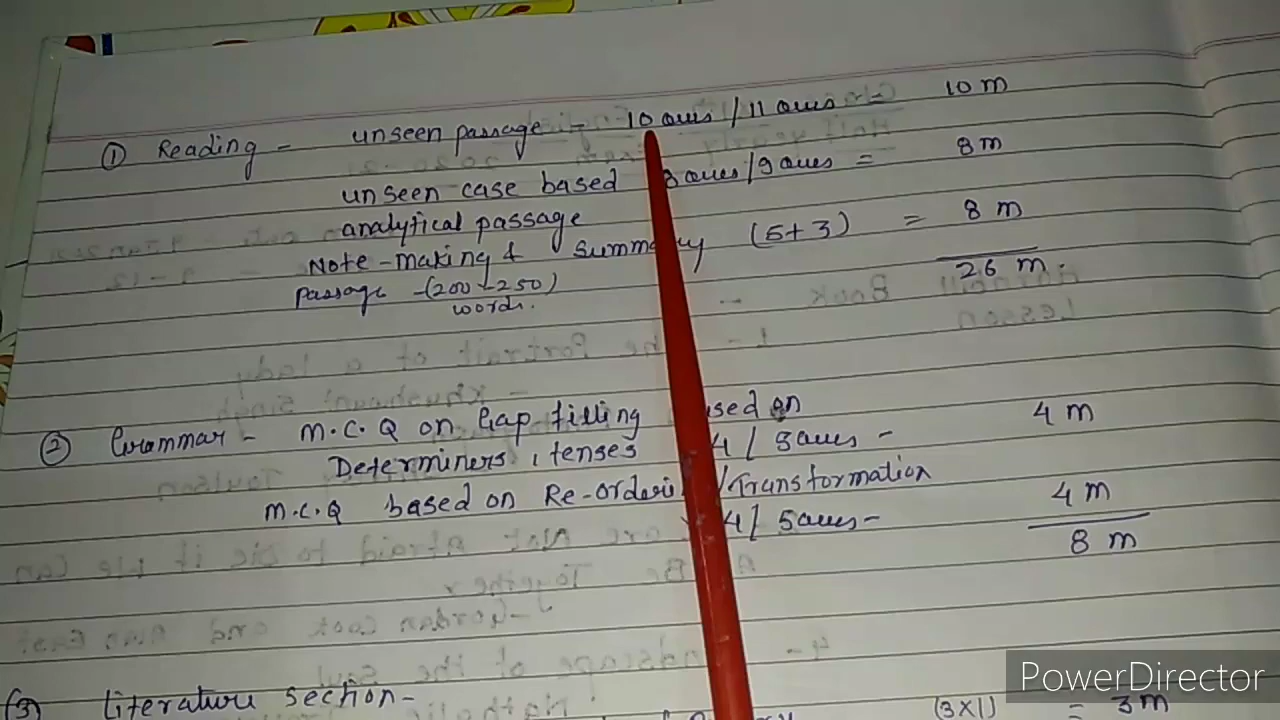 ① Reading - unseen passage - 10 ques / 11 ques = 10 m
unseen case based 8 ques/9 ques = 8m
analytical passage
Note-making & Summary (5+3) = 8 m
passage -(200-250) 26 m.
words.
② Grammar - M.C.Q on Gap filling based on
Determiners, tenses 4 / 5 ques - 4 m
M.C.Q based on Re-ordering/Transformation
4/ 5 ques- 4 m
8 m
(3) Literature section-
(3X1) = 3m
PowerDirector